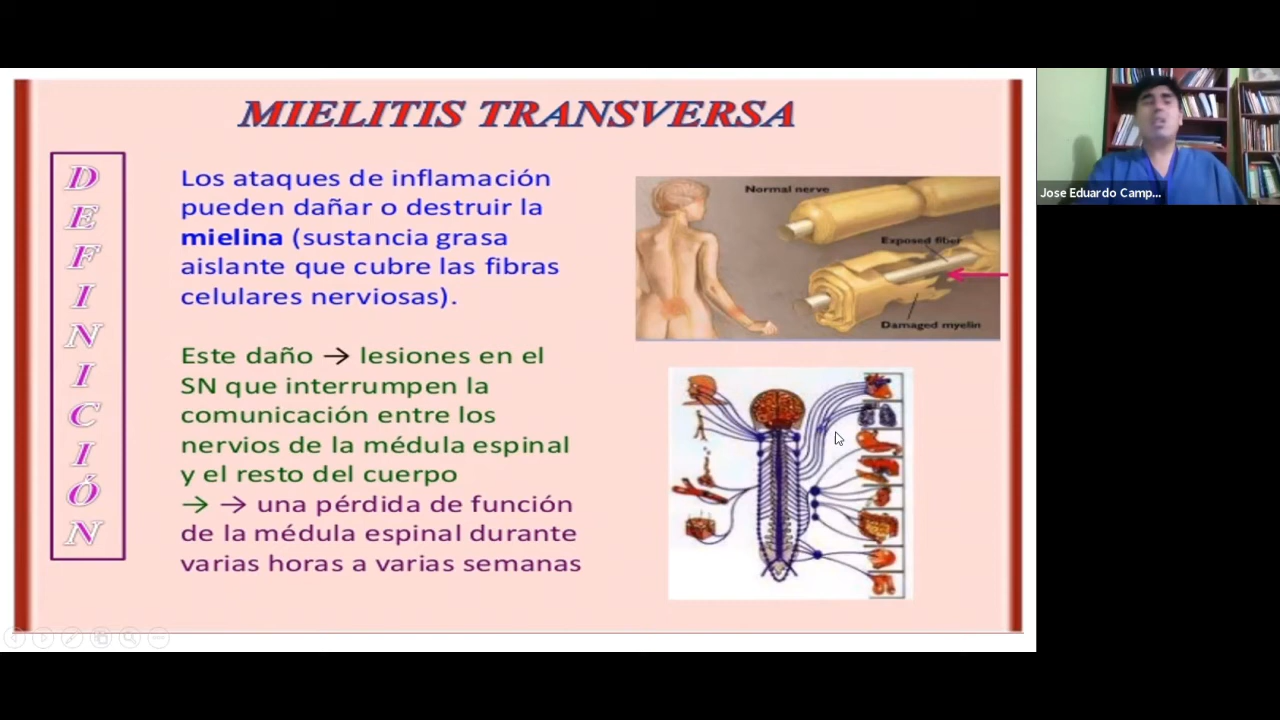 MIELITIS TRANSVERSA
DEFINICIÓN
Los ataques de inflamación
pueden dañar o destruir la
mielina (sustancia grasa
aislante que cubre las fibras
celulares nerviosas).
Este daño → lesiones en el
SN que interrumpen la
comunicación entre los
nervios de la médula espinal
y el resto del cuerpo
→ → una pérdida de función
de la médula espinal durante
varias horas a varias semanas
Normal nerve
Exposed fiber
Damaged myelin
Jose Eduardo Camp...